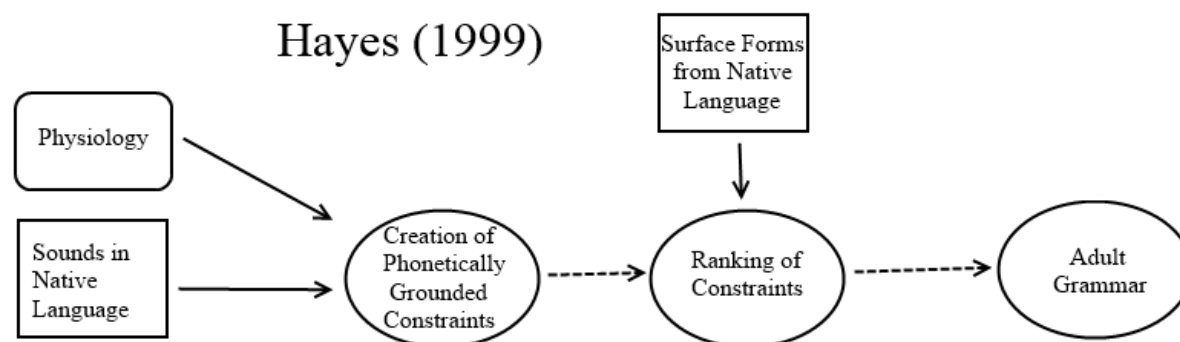 Hayes (1999)
Surface Forms
from Native
Language
Physiology
Sounds in
Native
Language
Creation of
Phonetically
Grounded
Constraints
Ranking of
Constraints
Adult
Grammar